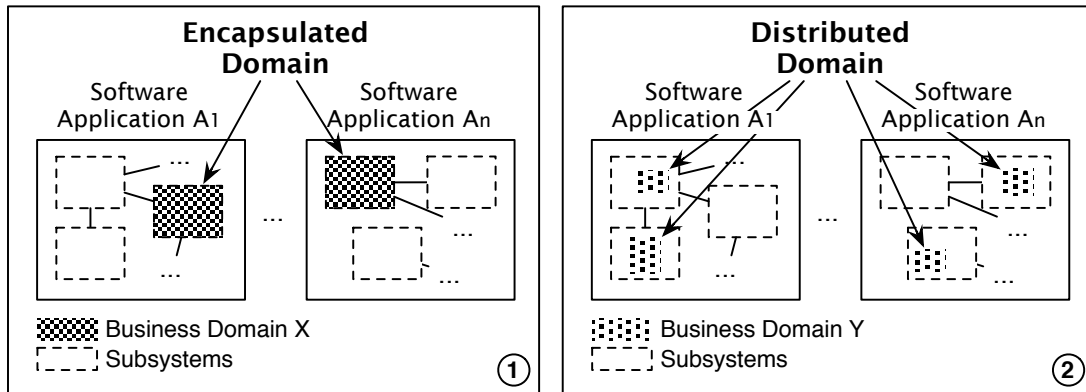 Encapsulated
Domain
Software
Application A1
Software
Application An
...
...
...
...
...
Business Domain X
Subsystems
1
Distributed
Domain
Software
Application A1
Software
Application An
...
...
...
...
...
Business Domain Y
Subsystems
2